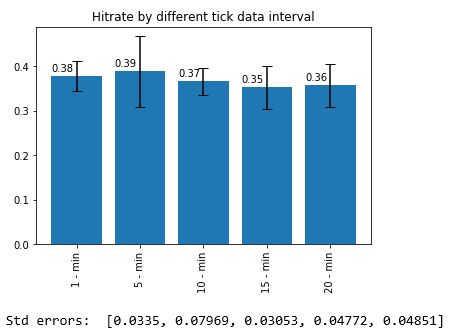 Hitrate by different tick data interval
0.4
0.3
0.2
0.1
0.0
0.38
0.39
0.37
0.35
0.36
1 - min
5 - min
10 - min
15 - min
20 - min
Std errors:  [0.0335, 0.07969, 0.03053, 0.04772, 0.04851]